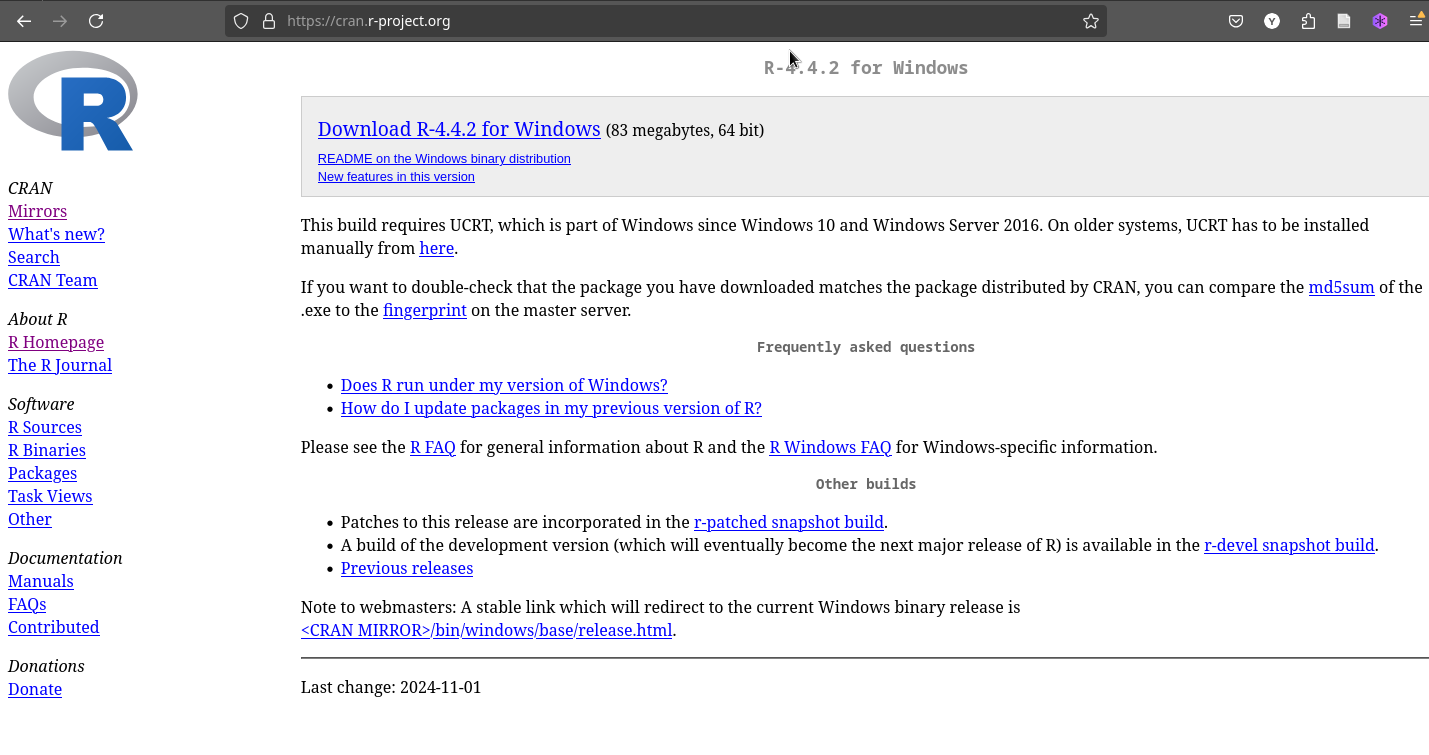 https://cran.r-project.org
R
R-4.4.2 for Windows
Download R-4.4.2 for Windows (83 megabytes, 64 bit)
README on the Windows binary distribution
New features in this version
CRAN
Mirrors
What's new?
Search
CRAN Team
About R
R Homepage
The R Journal
Software
R Sources
R Binaries
Packages
Task Views
Other
Documentation
Manuals
FAQs
Contributed
Donations
Donate
This build requires UCRT, which is part of Windows since Windows 10 and Windows Server 2016. On older systems, UCRT has to be installed
manually from here.
If you want to double-check that the package you have downloaded matches the package distributed by CRAN, you can compare the md5sum of the
.exe to the fingerprint on the master server.
Frequently asked questions
• Does R run under my version of Windows?
• How do I update packages in my previous version of R?
Please see the R FAQ for general information about R and the R Windows FAQ for Windows-specific information.
Other builds
• Patches to this release are incorporated in the r-patched snapshot build.
• A build of the development version (which will eventually become the next major release of R) is available in the r-devel snapshot build.
• Previous releases
Note to webmasters: A stable link which will redirect to the current Windows binary release is
<CRAN MIRROR>/bin/windows/base/release.html.
Last change: 2024-11-01